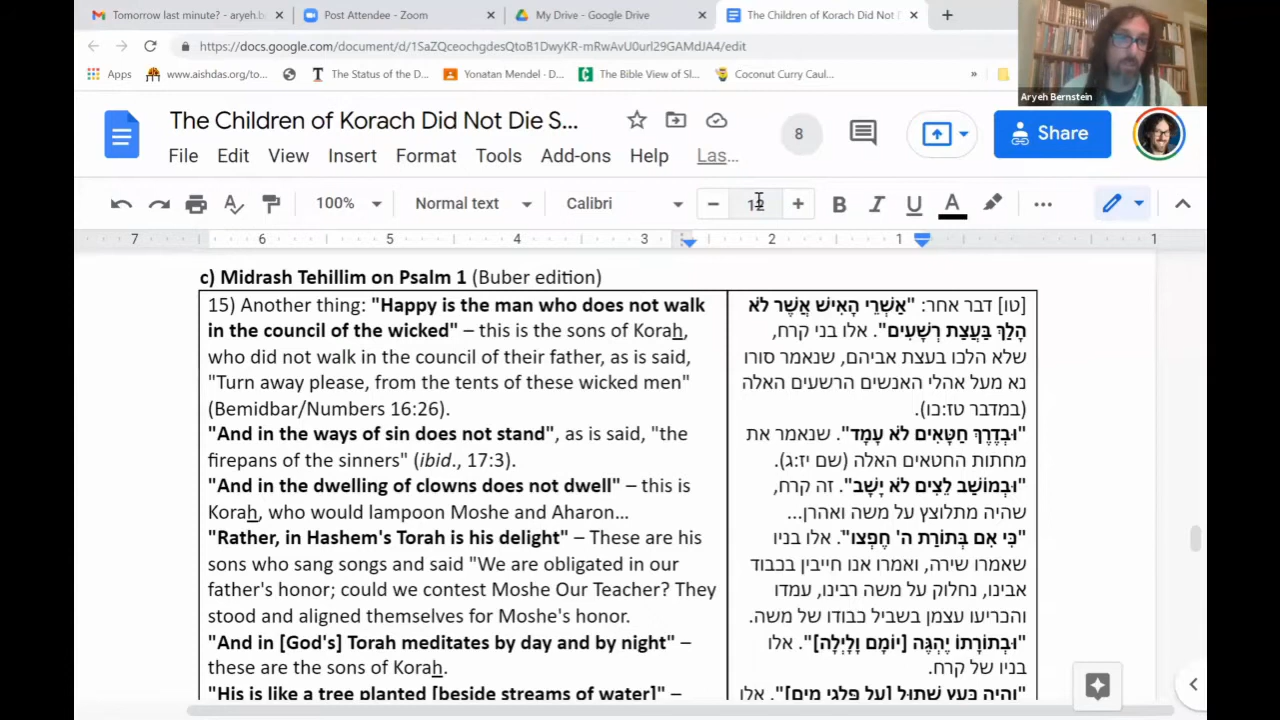 Tomorrow last minute? - aryeh.b
Post Attendee - Zoom
My Drive - Google Drive
The Children of Korach Did Not D
https://docs.google.com/document/d/1SaZQceochgdesQtoB1DwyKR-mRwAvU0url29GAMdJA4/edit
Apps
www.aishdas.org/to...
The Status of the D...
Yonatan Mendel · D...
The Bible View of Sl...
Coconut Curry Caul...
»
Aryeh Bernstein
The Children of Korach Did Not Die S...
8
Share
File Edit View Insert Format Tools Add-ons Help Las...
100% Normal text Calibri − 12 + B I U A ...
7 6 5 4 3 2 1 1
c) Midrash Tehillim on Psalm 1 (Buber edition)
15) Another thing: "Happy is the man who does not walk
in the council of the wicked" – this is the sons of Korah,
who did not walk in the council of their father, as is said,
"Turn away please, from the tents of these wicked men"
(Bemidbar/Numbers 16:26).
"And in the ways of sin does not stand", as is said, "the
firepans of the sinners" (ibid., 17:3).
"And in the dwelling of clowns does not dwell" – this is
Korah, who would lampoon Moshe and Aharon...
"Rather, in Hashem's Torah is his delight" – These are his
sons who sang songs and said "We are obligated in our
father's honor; could we contest Moshe Our Teacher? They
stood and aligned themselves for Moshe's honor.
"And in [God's] Torah meditates by day and by night" –
these are the sons of Korah.
"His is like a tree planted [beside streams of water]" –
[טו] דבר אחר: "אַשְׁרֵי הָאִישׁ אֲשֶׁר לֹא
הָלַךְ בַּעֲצַת רְשָׁעִים". אלו בני קרח,
שלא הלכו בעצת אביהם, שנאמר סורו
נא מעל אהלי האנשים הרשעים האלה
(במדבר טז:כו).
"וּבְדֶרֶךְ חַטָּאִים לֹא עָמָד". שנאמר את
מחתות החטאים האלה (שם יז:ג).
"וּבְמוֹשַׁב לֵצִים לֹא יָשָׁב". זה קרח,
שהיה מתלוצץ על משה ואהרן...
"כִּי אִם בְּתוֹרַת ה' חֶפְצוֹ". אלו בניו
שאמרו שירה, ואמרו אנו חייבין בכבוד
אבינו, נחלוק על משה רבינו, עמדו
והכריעו עצמן בשביל כבודו של משה.
"וּבְתוֹרָתוֹ יֶהְגֶּה [יוֹמָם וָלָיְלָה]". אלו
בניו של קרח.
"והיה כְּעֵץ שָׁתוּל [על פַּלְגֵי מים]". אלו